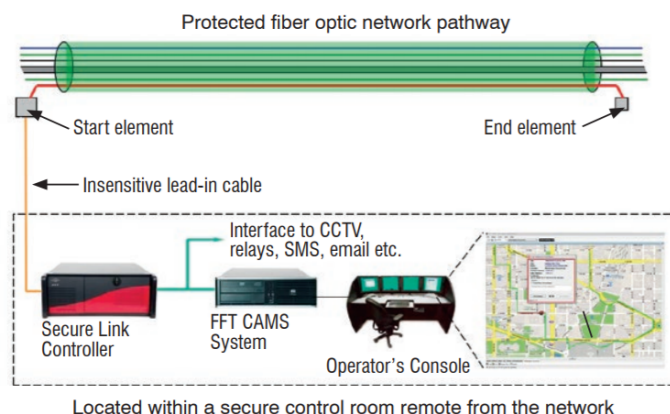 Protected fiber optic network pathway
Start element
End element
Insensitive lead-in cable
Interface to CCTV,
relays, SMS, email etc.
Secure Link
Controller
FFT CAMS
System
Operator's Console
Located within a secure control room remote from the network